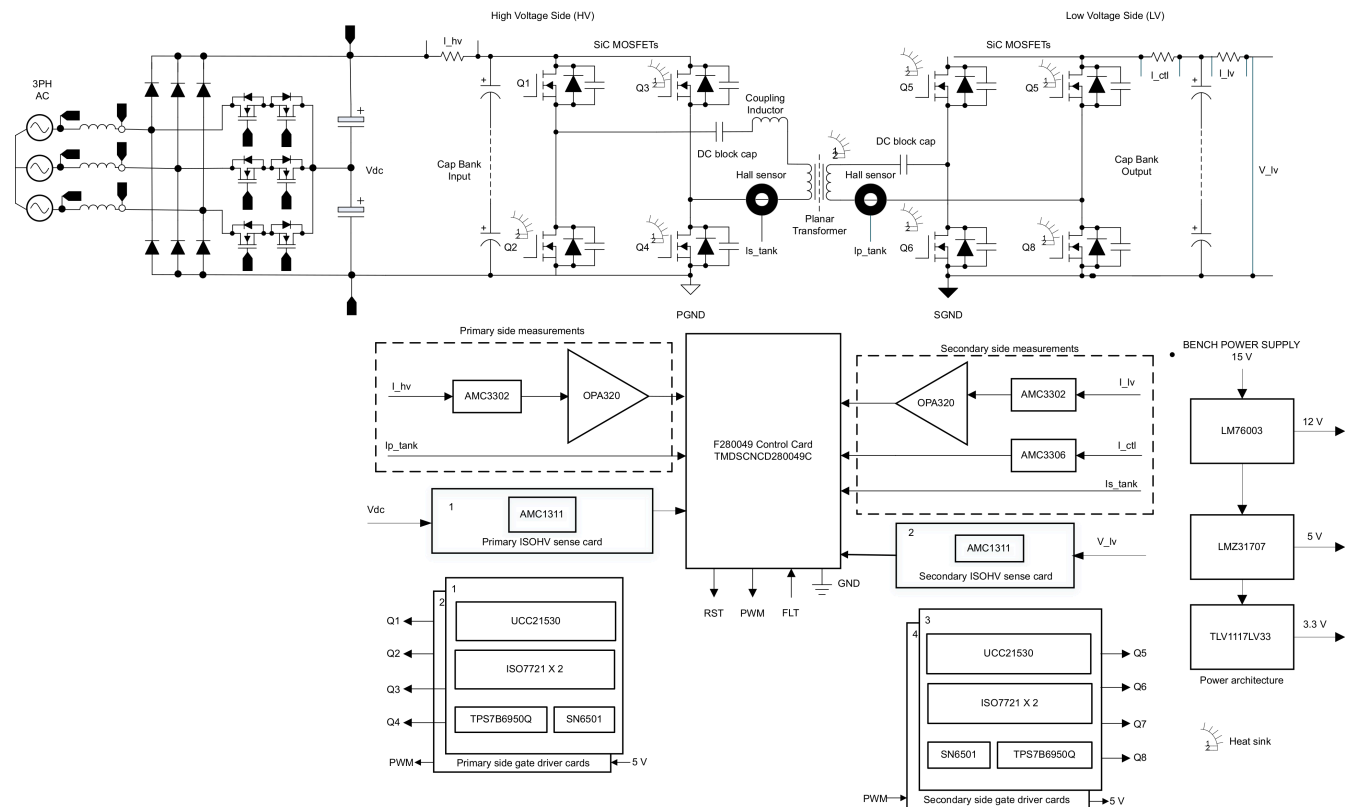 High Voltage Side (HV)
Low Voltage Side (LV)
I_hv
SiC MOSFETs
SiC MOSFETs
I_ctl
I_lv
3PH
AC
Q1
Q3
Q5
Q5
Coupling
Inductor
DC block cap
DC block cap
Vdc
Cap Bank
Input
Hall sensor
Hall sensor
Cap Bank
Output
V_lv
Planar
Transformer
Q2
Q4
Is_tank
Ip_tank
Q6
Q8
PGND
SGND
Primary side measurements
I_hv
AMC3302
OPA320
Ip_tank
Vdc
1
AMC1311
Primary ISOHV sense card
F280049 Control Card
TMDSCNCD280049C
RST
PWM
FLT
GND
Secondary side measurements
OPA320
AMC3302
I_lv
AMC3306
I_ctl
Is_tank
2
AMC1311
V_lv
Secondary ISOHV sense card
BENCH POWER SUPPLY
15 V
LM76003
12 V
LMZ31707
5 V
TLV1117LV33
3.3 V
Power architecture
1
2
UCC21530
ISO7721 X 2
TPS7B6950Q
SN6501
Q1
Q2
Q3
Q4
PWM
Primary side gate driver cards
5 V
3
4
UCC21530
ISO7721 X 2
SN6501
TPS7B6950Q
Q5
Q6
Q7
Q8
PWM
Secondary side gate driver cards
5 V
Heat sink